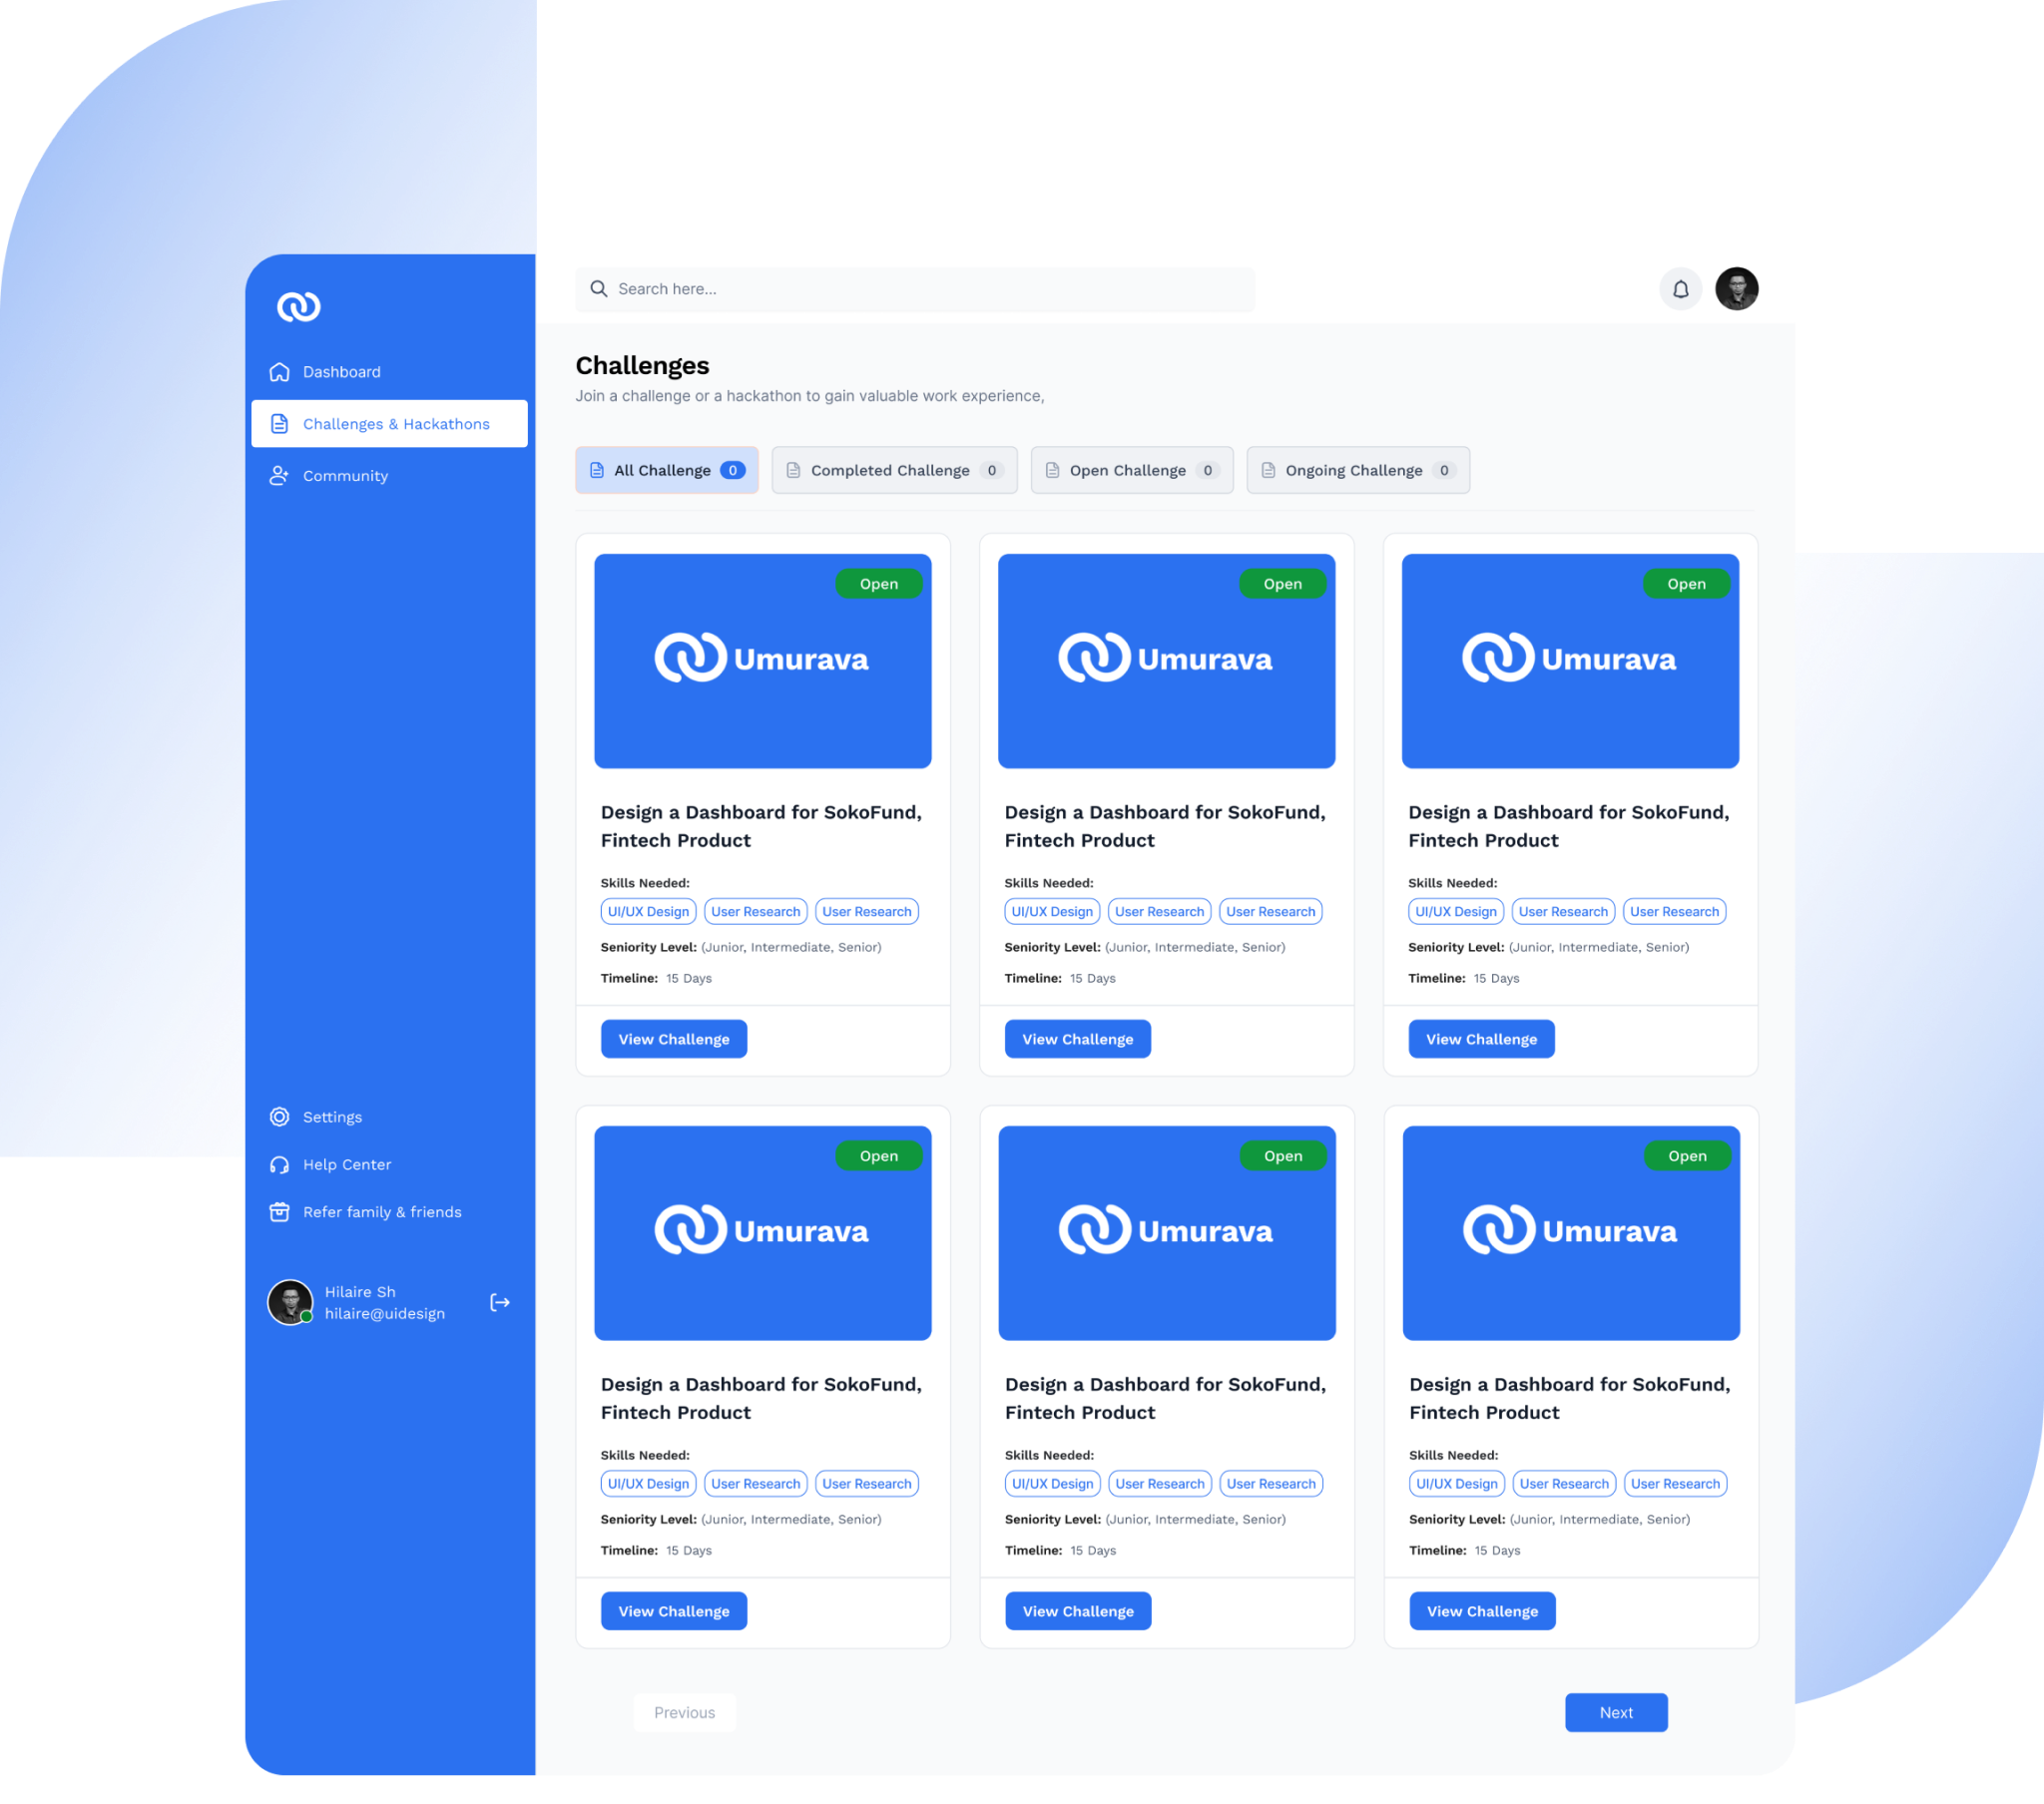 Search here...
Dashboard
Challenges & Hackathons
Community
Settings
Help Center
Refer family & friends
Hilaire Sh
hilaire@uidesign
Challenges
Join a challenge or a hackathon to gain valuable work experience,
All Challenge 0
Completed Challenge 0
Open Challenge 0
Ongoing Challenge 0
Open
Umurava
Design a Dashboard for SokoFund,
Fintech Product
Skills Needed:
UI/UX Design User Research User Research
Seniority Level: (Junior, Intermediate, Senior)
Timeline: 15 Days
View Challenge
Open
Umurava
Design a Dashboard for SokoFund,
Fintech Product
Skills Needed:
UI/UX Design User Research User Research
Seniority Level: (Junior, Intermediate, Senior)
Timeline: 15 Days
View Challenge
Open
Umurava
Design a Dashboard for SokoFund,
Fintech Product
Skills Needed:
UI/UX Design User Research User Research
Seniority Level: (Junior, Intermediate, Senior)
Timeline: 15 Days
View Challenge
Open
Umurava
Design a Dashboard for SokoFund,
Fintech Product
Skills Needed:
UI/UX Design User Research User Research
Seniority Level: (Junior, Intermediate, Senior)
Timeline: 15 Days
View Challenge
Open
Umurava
Design a Dashboard for SokoFund,
Fintech Product
Skills Needed:
UI/UX Design User Research User Research
Seniority Level: (Junior, Intermediate, Senior)
Timeline: 15 Days
View Challenge
Open
Umurava
Design a Dashboard for SokoFund,
Fintech Product
Skills Needed:
UI/UX Design User Research User Research
Seniority Level: (Junior, Intermediate, Senior)
Timeline: 15 Days
View Challenge
Previous
Next